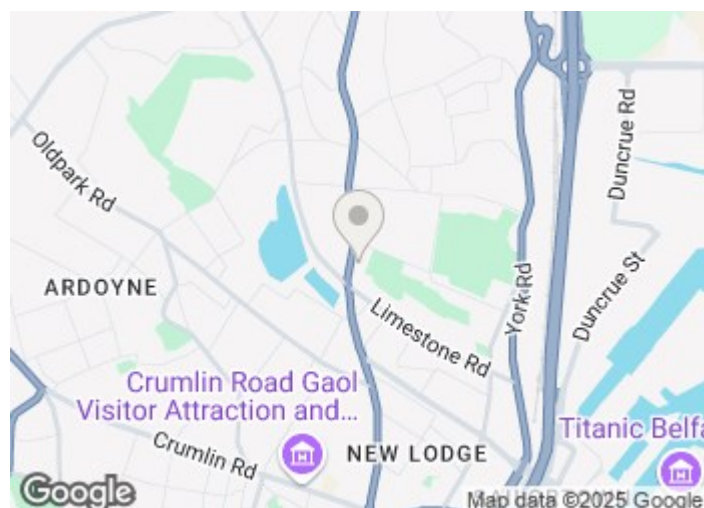 Oldpark Rd
Duncrue Rd
ARDOYNE
York Rd
Duncrue St
Limestone Rd
Crumlin Road Gaol
Visitor Attraction and...
Titanic Belfa
Crumlin Rd
NEW LODGE
Google
Map data ©2025 Google